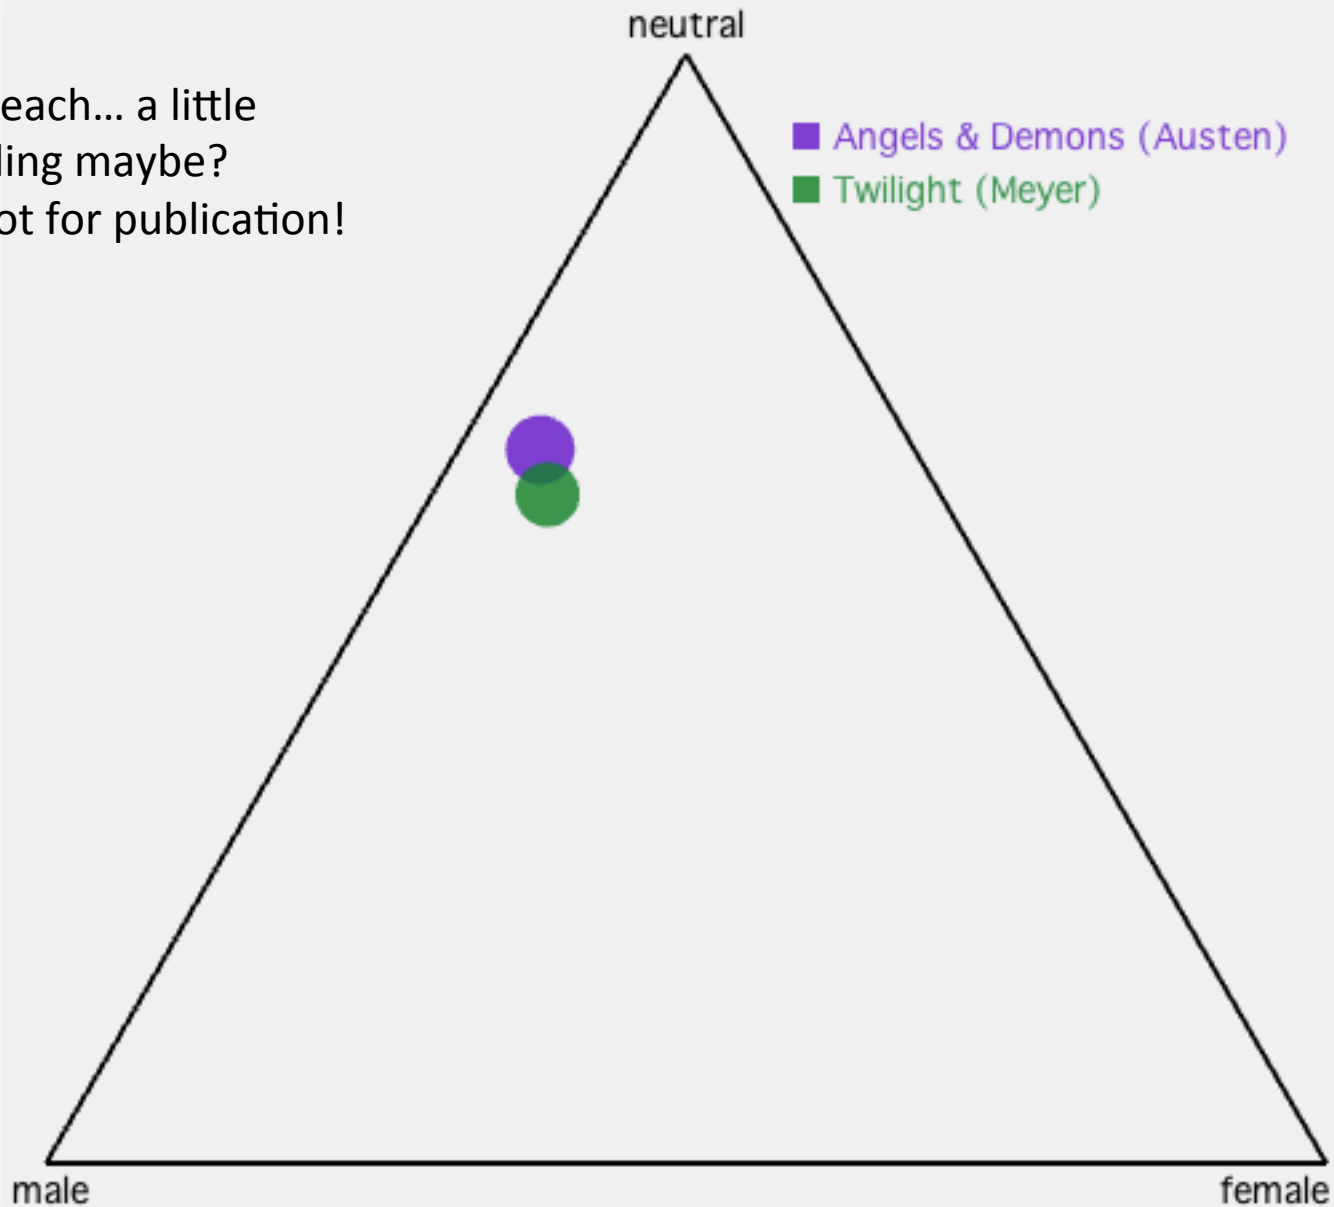 neutral
each... a little
ling maybe?
ot for publication!
Angels & Demons (Austen)
Twilight (Meyer)
male
female